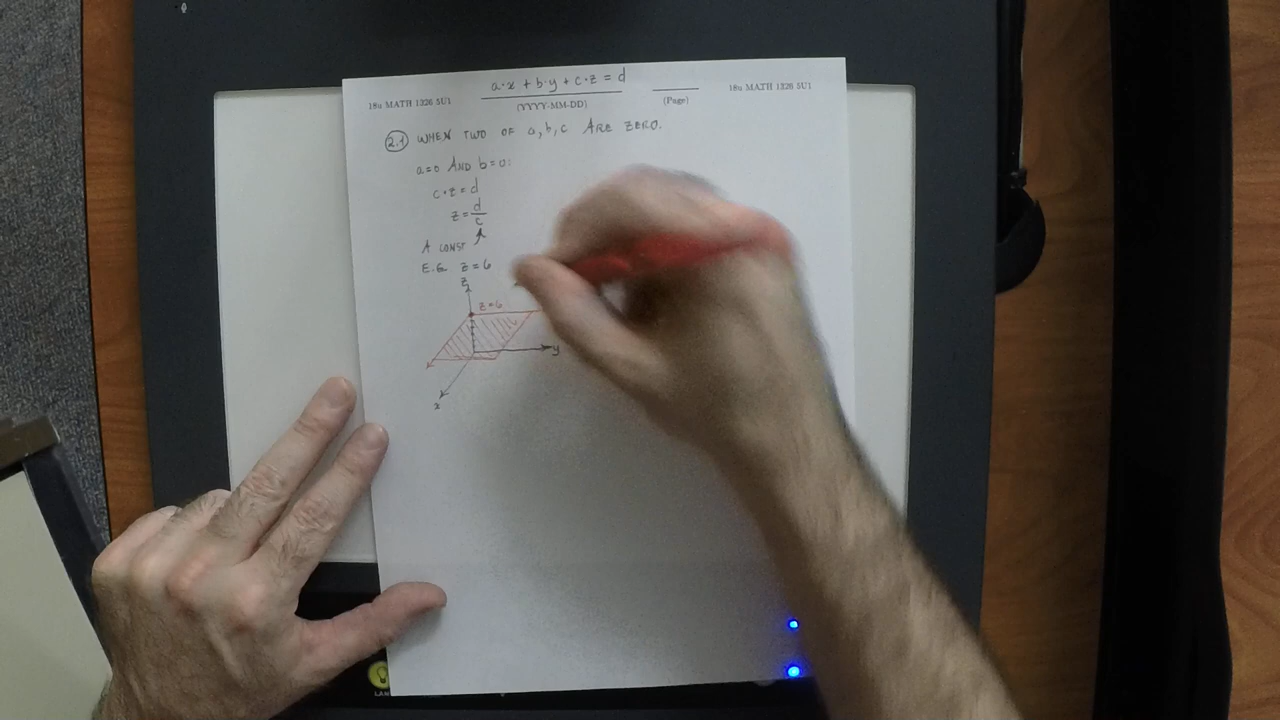 a·x + b·y + c·z = d
18u MATH 1326 5U1
(YYYY-MM-DD)
(Page)
18u MATH 1326 5U1
2.1 WHEN TWO OF a, b, c ARE ZERO.
a=0 AND b=0:
c·z = d
z = d/c
A CONST
E.G. z = 6
z
z=6
y
x